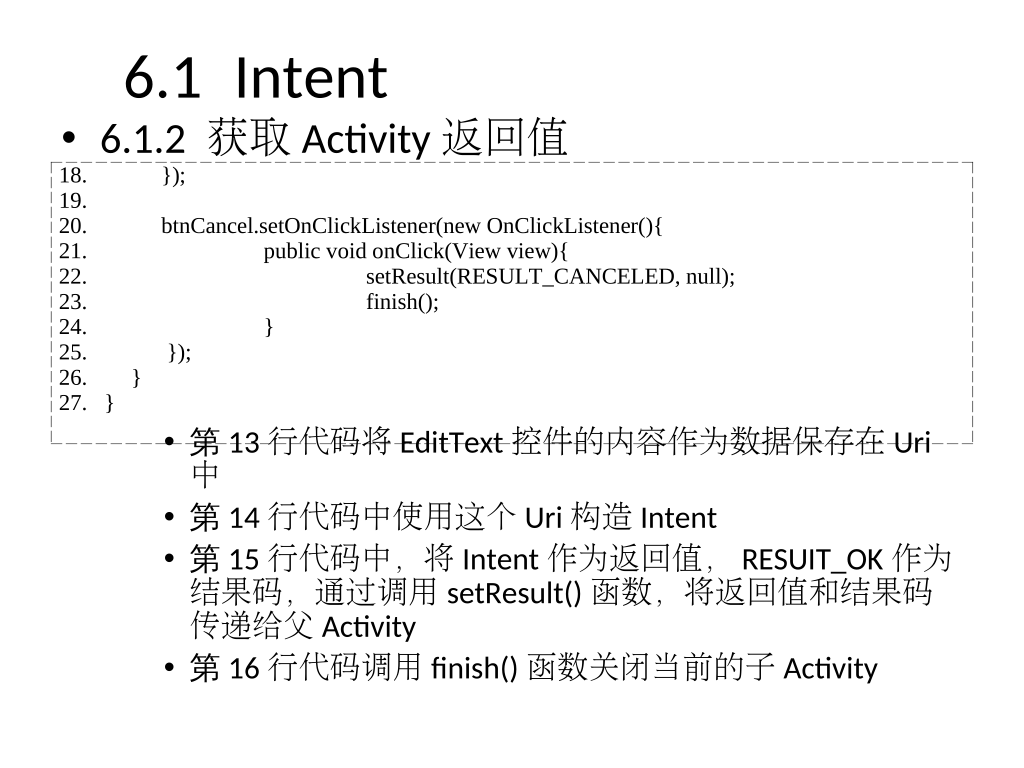 6.1 Intent
• 6.1.2 获取 Activity 返回值
18. });
19.
20. btnCancel.setOnClickListener(new OnClickListener(){
21. public void onClick(View view){
22. setResult(RESULT_CANCELED, null);
23. finish();
24. }
25. });
26. }
27. }
• 第 13 行代码将 EditText 控件的内容作为数据保存在 Uri
中
• 第 14 行代码中使用这个 Uri 构造 Intent
• 第 15 行代码中，将 Intent 作为返回值， RESUIT_OK 作为
结果码，通过调用 setResult() 函数，将返回值和结果码
传递给父 Activity
• 第 16 行代码调用 finish() 函数关闭当前的子 Activity